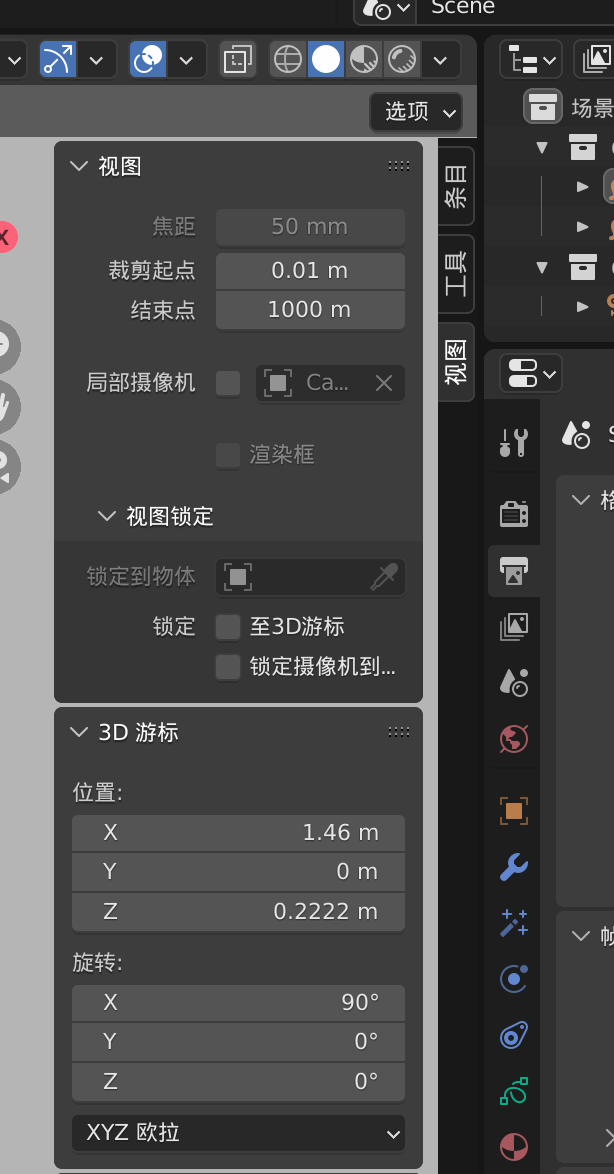 Scene
选项
场景
视图
焦距 50 mm
裁剪起点 0.01 m
结束点 1000 m
局部摄像机 Ca...
渲染框
视图锁定
锁定到物体
锁定 至3D游标
锁定摄像机到...
3D 游标
位置:
X 1.46 m
Y 0 m
Z 0.2222 m
旋转:
X 90°
Y 0°
Z 0°
XYZ 欧拉
条目
工具
视图
X
格
帧